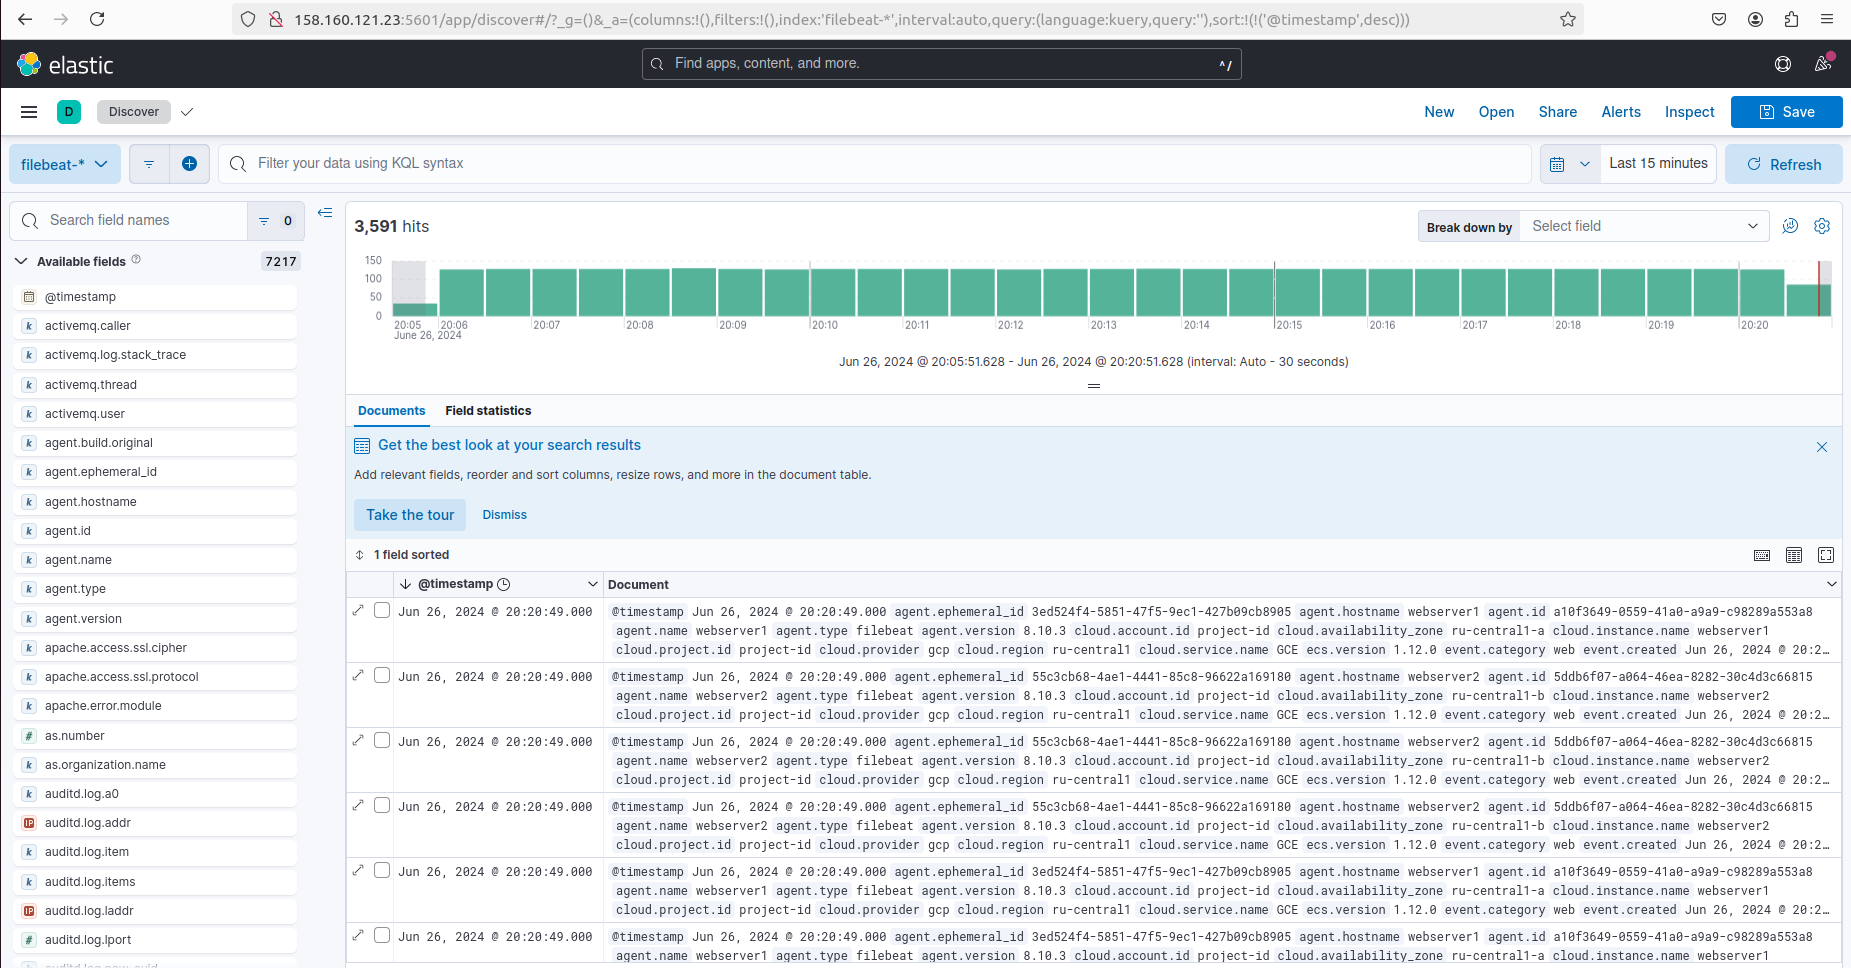 158.160.121.23:5601/app/discover#/?_g=()&_a=(columns:!(),filters:!(),index:'filebeat-*',interval:auto,query:(language:kuery,query:''),sort:!(!('@timestamp',desc)))
elastic
Find apps, content, and more.
^/
D
Discover
New
Open
Share
Alerts
Inspect
Save
filebeat-*
Filter your data using KQL syntax
Last 15 minutes
Refresh
Search field names
0
Available fields
7217
@timestamp
k activemq.caller
k activemq.log.stack_trace
k activemq.thread
k activemq.user
k agent.build.original
k agent.ephemeral_id
k agent.hostname
k agent.id
k agent.name
k agent.type
k agent.version
k apache.access.ssl.cipher
k apache.access.ssl.protocol
k apache.error.module
# as.number
k as.organization.name
k auditd.log.a0
IP auditd.log.addr
k auditd.log.item
k auditd.log.items
IP auditd.log.laddr
# auditd.log.lport
3,591 hits
Break down by
Select field
150
100
50
0
20:05 20:06 20:07 20:08 20:09 20:10 20:11 20:12 20:13 20:14 20:15 20:16 20:17 20:18 20:19 20:20
June 26, 2024
Jun 26, 2024 @ 20:05:51.628 - Jun 26, 2024 @ 20:20:51.628 (interval: Auto - 30 seconds)
Documents
Field statistics
Get the best look at your search results
Add relevant fields, reorder and sort columns, resize rows, and more in the document table.
Take the tour
Dismiss
1 field sorted
@timestamp
Document
Jun 26, 2024 @ 20:20:49.000 @timestamp Jun 26, 2024 @ 20:20:49.000 agent.ephemeral_id 3ed524f4-5851-47f5-9ec1-427b09cb8905 agent.hostname webserver1 agent.id a10f3649-0559-41a0-a9a9-c98289a553a8
agent.name webserver1 agent.type filebeat agent.version 8.10.3 cloud.account.id project-id cloud.availability_zone ru-central1-a cloud.instance.name webserver1
cloud.project.id project-id cloud.provider gcp cloud.region ru-central1 cloud.service.name GCE ecs.version 1.12.0 event.category web event.created Jun 26, 2024 @ 20:2…
Jun 26, 2024 @ 20:20:49.000 @timestamp Jun 26, 2024 @ 20:20:49.000 agent.ephemeral_id 55c3cb68-4ae1-4441-85c8-96622a169180 agent.hostname webserver2 agent.id 5ddb6f07-a064-46ea-8282-30c4d3c66815
agent.name webserver2 agent.type filebeat agent.version 8.10.3 cloud.account.id project-id cloud.availability_zone ru-central1-b cloud.instance.name webserver2
cloud.project.id project-id cloud.provider gcp cloud.region ru-central1 cloud.service.name GCE ecs.version 1.12.0 event.category web event.created Jun 26, 2024 @ 20:2…
Jun 26, 2024 @ 20:20:49.000 @timestamp Jun 26, 2024 @ 20:20:49.000 agent.ephemeral_id 55c3cb68-4ae1-4441-85c8-96622a169180 agent.hostname webserver2 agent.id 5ddb6f07-a064-46ea-8282-30c4d3c66815
agent.name webserver2 agent.type filebeat agent.version 8.10.3 cloud.account.id project-id cloud.availability_zone ru-central1-b cloud.instance.name webserver2
cloud.project.id project-id cloud.provider gcp cloud.region ru-central1 cloud.service.name GCE ecs.version 1.12.0 event.category web event.created Jun 26, 2024 @ 20:2…
Jun 26, 2024 @ 20:20:49.000 @timestamp Jun 26, 2024 @ 20:20:49.000 agent.ephemeral_id 55c3cb68-4ae1-4441-85c8-96622a169180 agent.hostname webserver2 agent.id 5ddb6f07-a064-46ea-8282-30c4d3c66815
agent.name webserver2 agent.type filebeat agent.version 8.10.3 cloud.account.id project-id cloud.availability_zone ru-central1-b cloud.instance.name webserver2
cloud.project.id project-id cloud.provider gcp cloud.region ru-central1 cloud.service.name GCE ecs.version 1.12.0 event.category web event.created Jun 26, 2024 @ 20:2…
Jun 26, 2024 @ 20:20:49.000 @timestamp Jun 26, 2024 @ 20:20:49.000 agent.ephemeral_id 3ed524f4-5851-47f5-9ec1-427b09cb8905 agent.hostname webserver1 agent.id a10f3649-0559-41a0-a9a9-c98289a553a8
agent.name webserver1 agent.type filebeat agent.version 8.10.3 cloud.account.id project-id cloud.availability_zone ru-central1-a cloud.instance.name webserver1
cloud.project.id project-id cloud.provider gcp cloud.region ru-central1 cloud.service.name GCE ecs.version 1.12.0 event.category web event.created Jun 26, 2024 @ 20:2…
Jun 26, 2024 @ 20:20:49.000 @timestamp Jun 26, 2024 @ 20:20:49.000 agent.ephemeral_id 3ed524f4-5851-47f5-9ec1-427b09cb8905 agent.hostname webserver1 agent.id a10f3649-0559-41a0-a9a9-c98289a553a8
agent.name webserver1 agent.type filebeat agent.version 8.10.3 cloud.account.id project-id cloud.availability_zone ru-central1-a cloud.instance.name webserver1